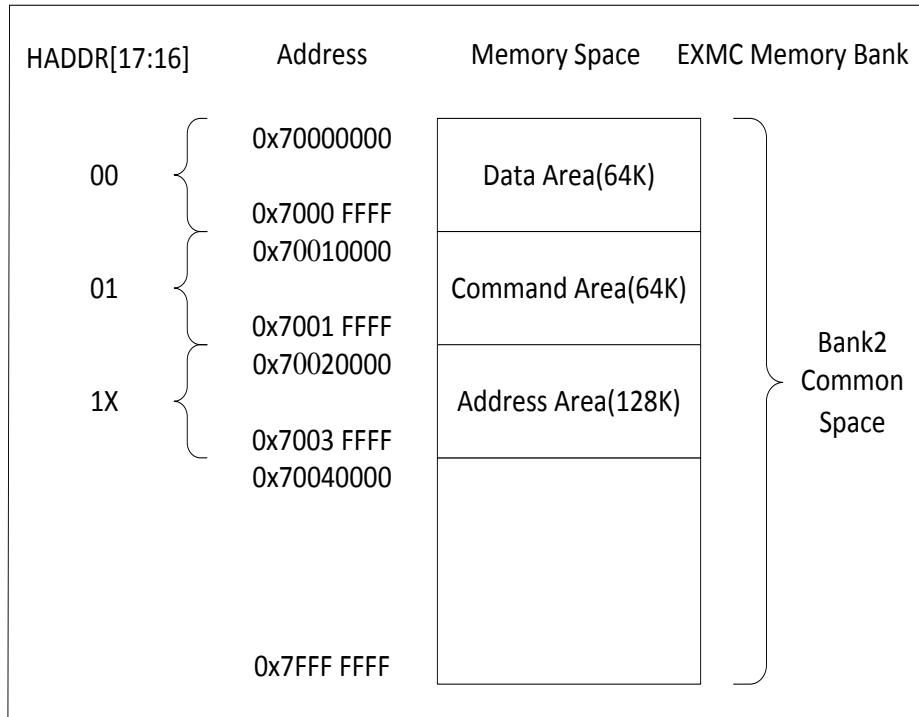 HADDR[17:16] Address Memory Space EXMC Memory Bank
0x70000000
00 Data Area(64K)
0x7000 FFFF
0x70010000
01 Command Area(64K)
0x7001 FFFF
0x70020000
1X Address Area(128K)
0x7003 FFFF
0x70040000
Bank2
Common
Space
0x7FFF FFFF